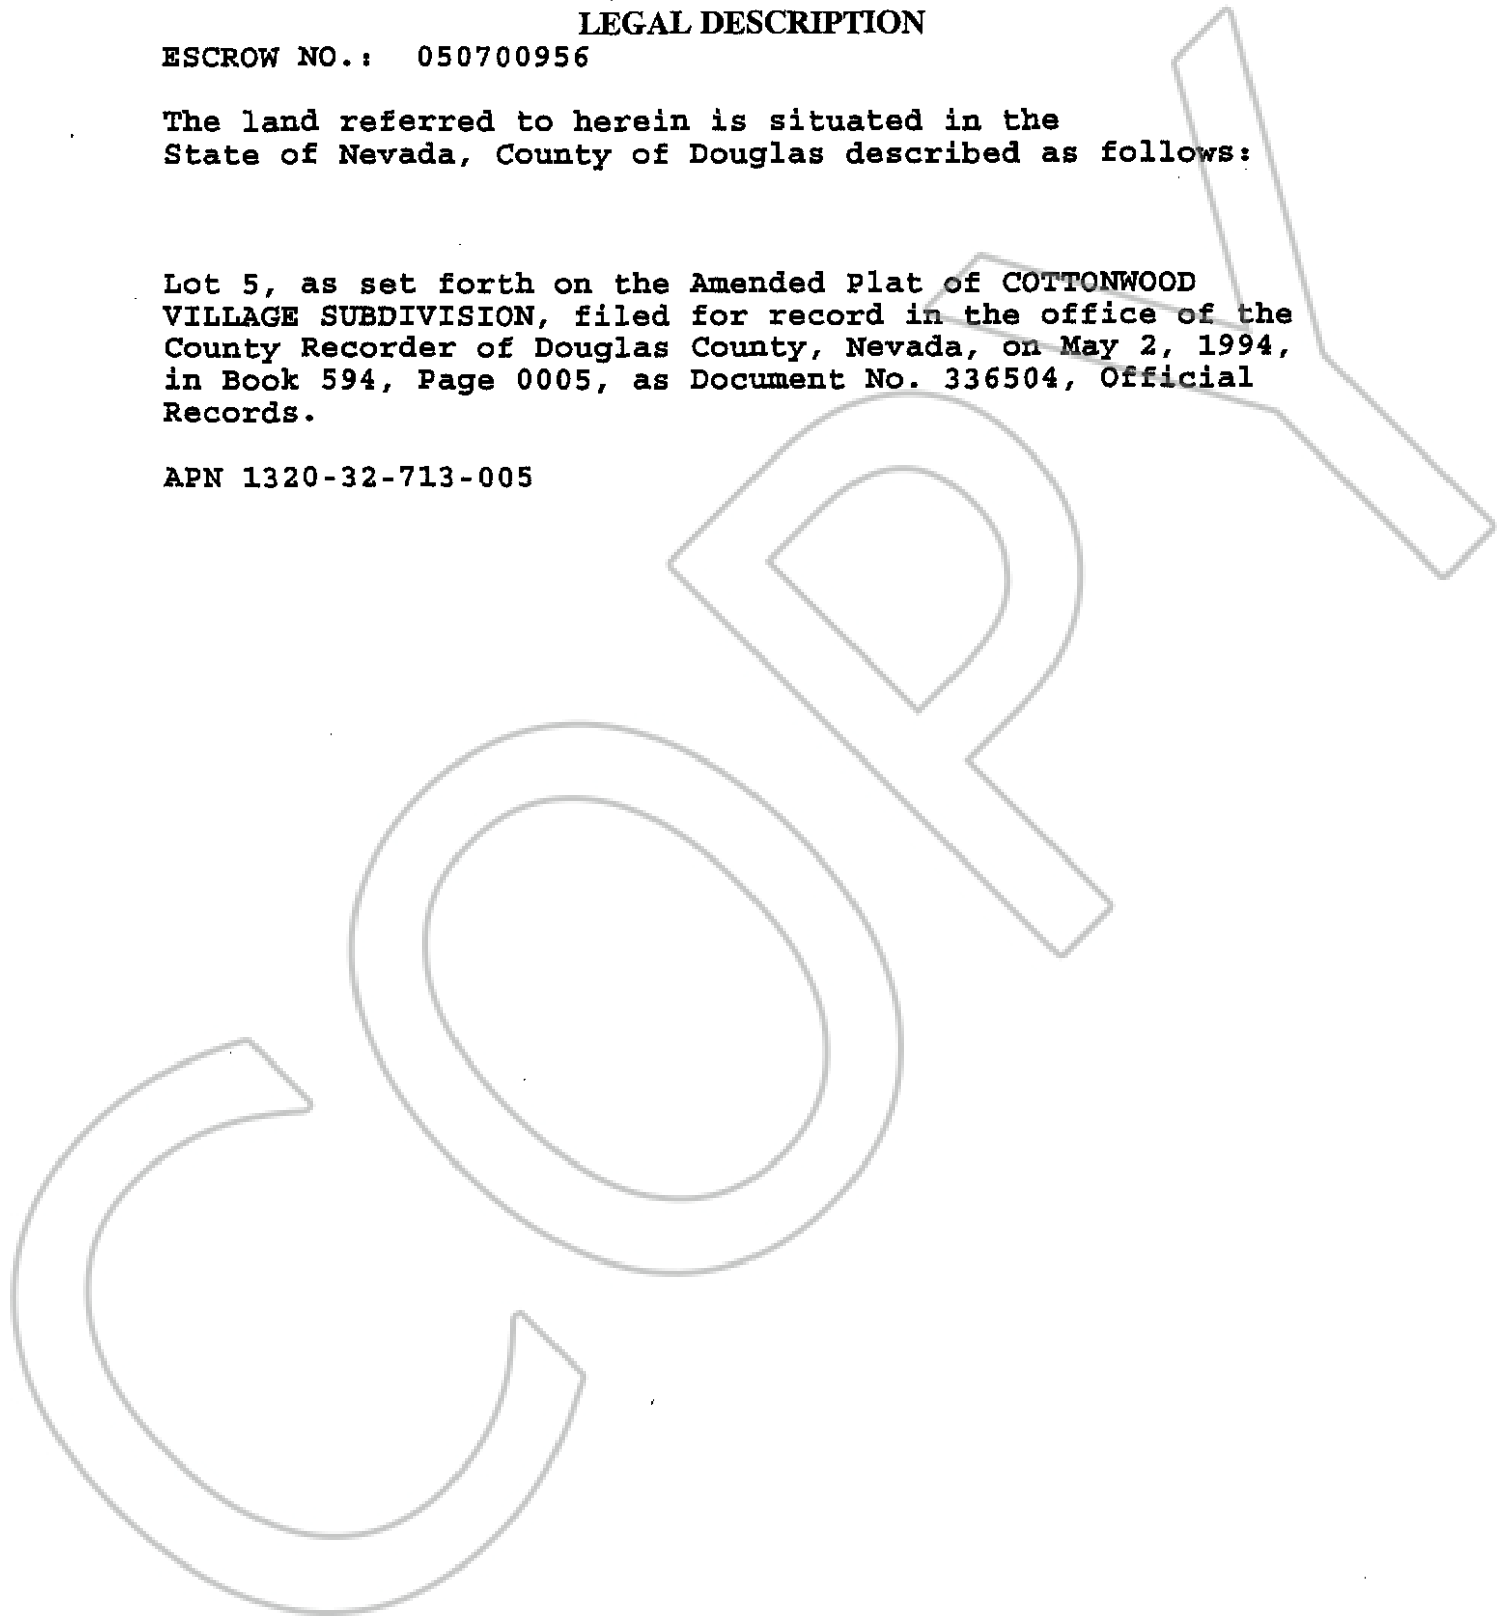 LEGAL DESCRIPTION
ESCROW NO.: 050700956
The land referred to herein is situated in the
State of Nevada, County of Douglas described as follows:
Lot 5, as set forth on the Amended Plat of COTTONWOOD
VILLAGE SUBDIVISION, filed for record in the office of the
County Recorder of Douglas County, Nevada, on May 2, 1994,
in Book 594, Page 0005, as Document No. 336504, Official
Records.
APN 1320-32-713-005
COPY